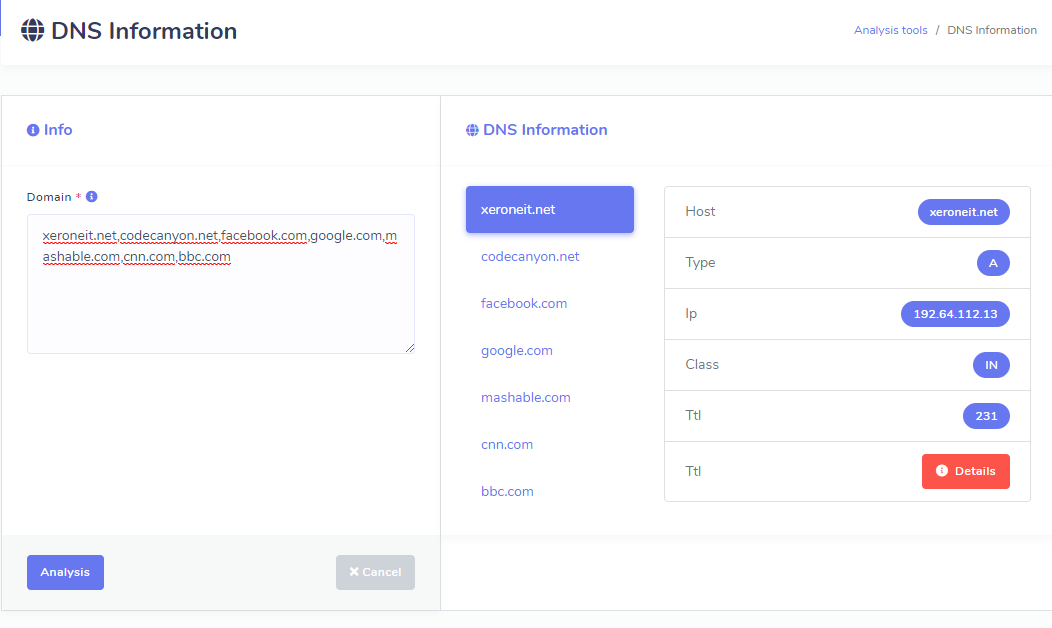 DNS Information
Analysis tools / DNS Information
Info
DNS Information
Domain *
xeroneit.net,codecanyon.net,facebook.com,google.com,m
ashable.com,cnn.com,bbc.com
xeroneit.net
codecanyon.net
facebook.com
google.com
mashable.com
cnn.com
bbc.com
Host xeroneit.net
Type A
Ip 192.64.112.13
Class IN
Ttl 231
Ttl Details
Analysis
Cancel